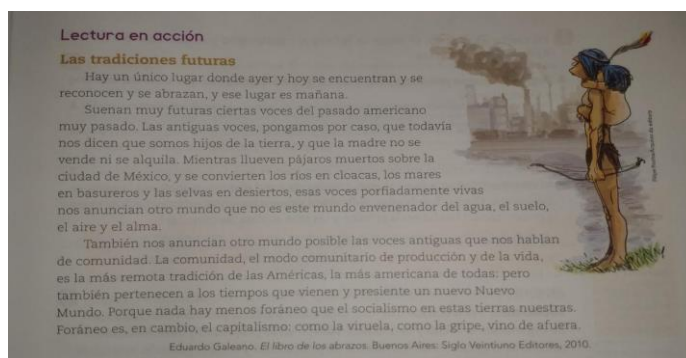 Lectura en acción
Las tradiciones futuras
Hay un único lugar donde ayer y hoy se encuentran y se
reconocen y se abrazan, y ese lugar es mañana.
Suenan muy futuras ciertas voces del pasado americano
muy pasado. Las antiguas voces, pongamos por caso, que todavía
nos dicen que somos hijos de la tierra, y que la madre no se
vende ni se alquila. Mientras llueven pájaros muertos sobre la
ciudad de México, y se convierten los ríos en cloacas, los mares
en basureros y las selvas en desiertos, esas voces porfiadamente vivas
nos anuncian otro mundo que no es este mundo envenenador del agua, el suelo,
el aire y el alma.
También nos anuncian otro mundo posible las voces antiguas que nos hablan
de comunidad. La comunidad, el modo comunitario de producción y de la vida,
es la más remota tradición de las Américas, la más americana de todas: pero
también pertenecen a los tiempos que vienen y presiente un nuevo Nuevo
Mundo. Porque nada hay menos foráneo que el socialismo en estas tierras nuestras.
Foráneo es, en cambio, el capitalismo: como la viruela, como la gripe, vino de afuera.
Eduardo Galeano. El libro de los abrazos. Buenos Aires: Siglo Veintiuno Editores, 2010.